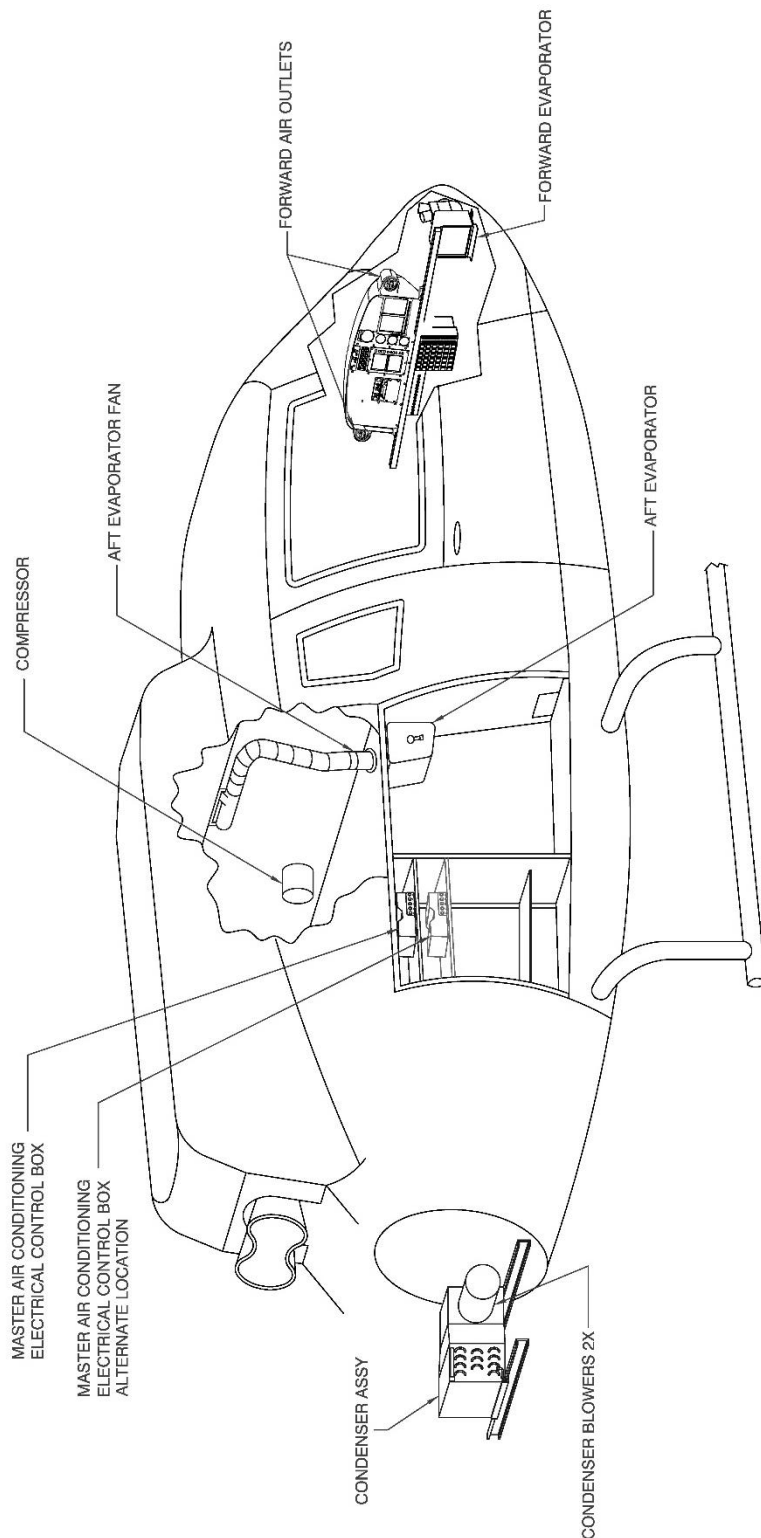 MASTER AIR CONDITIONING
ELECTRICAL CONTROL BOX
MASTER AIR CONDITIONING
ELECTRICAL CONTROL BOX
ALTERNATE LOCATION
COMPRESSOR
AFT EVAPORATOR FAN
FORWARD AIR OUTLETS
CONDENSER ASSY
CONDENSER BLOWERS 2X
AFT EVAPORATOR
FORWARD EVAPORATOR